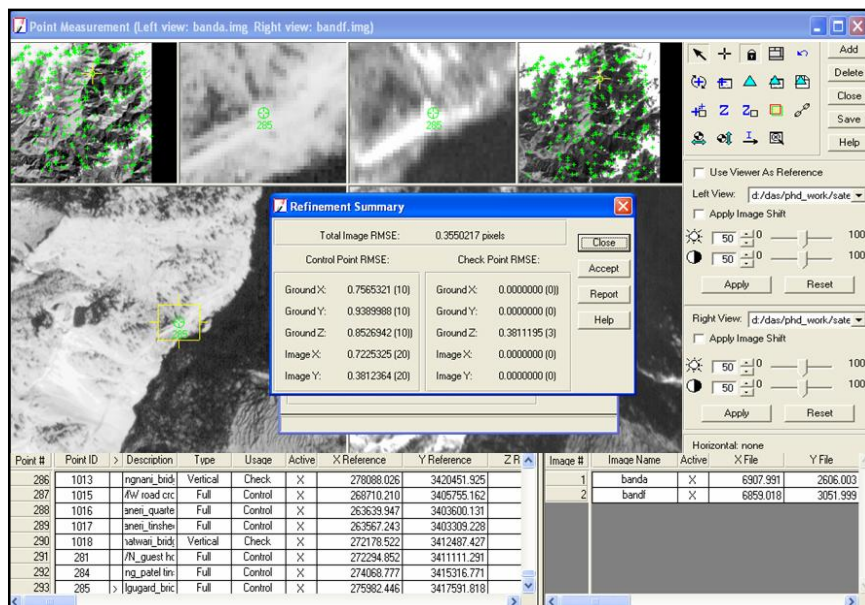 Point Measurement (Left view: banda.img Right view: bandf.img)
285
285
285
Add
Delete
Close
Save
Help
Use Viewer As Reference
Left View: d:/das/phd_work/sate
Apply Image Shift
50 0 100
50 0 100
Apply Reset
Right View: d:/das/phd_work/sate
Apply Image Shift
50 0 100
50 0 100
Apply Reset
Horizontal: none
Refinement Summary
Total Image RMSE: 0.3550217 pixels
Control Point RMSE: Check Point RMSE:
Ground X: 0.7565321 (10) Ground X: 0.0000000 (0))
Ground Y: 0.9389988 (10) Ground Y: 0.0000000 (0)
Ground Z: 0.8526942 (10)) Ground Z: 0.3811195 (3)
Image X: 0.7225325 (20) Image X: 0.0000000 (0)
Image Y: 0.3812364 (20) Image Y: 0.0000000 (0)
Close
Accept
Report
Help
Point # Point ID > Description Type Usage Active X Reference Y Reference Z R
286 1013 ngnani_bridg Vertical Check X 278088.026 3420451.925
287 1015 /W road crc Full Control X 268710.210 3405755.162
288 1016 aneri_quarte Full Control X 263639.947 3403600.131
289 1017 aneri_tinshed Full Control X 263567.243 3403309.228
290 1018 hatwari_bridg Vertical Check X 272178.522 3412487.427
291 281 /N_guest hc Full Control X 272294.852 3411111.291
292 284 ng_patel tin Full Control X 274068.777 3415316.771
293 285 > lgugard_bric Full Control X 275982.446 3417591.818
Image # Image Name Active X File Y File
1 banda X 6907.991 2606.003
2 bandf X 6859.018 3051.999